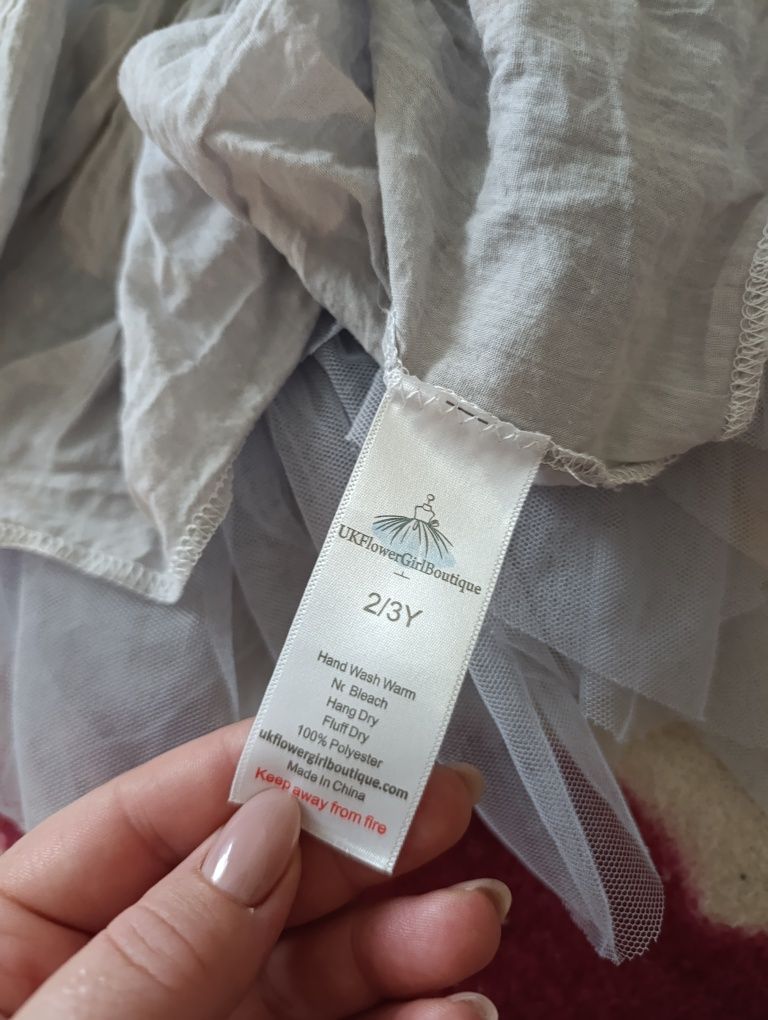 UKFlowerGirlBoutique
2/3Y
Hand Wash Warm
No Bleach
Hang Dry
Fluff Dry
100% Polyester
ukflowergirlboutique.com
Made In China
Keep away from fire